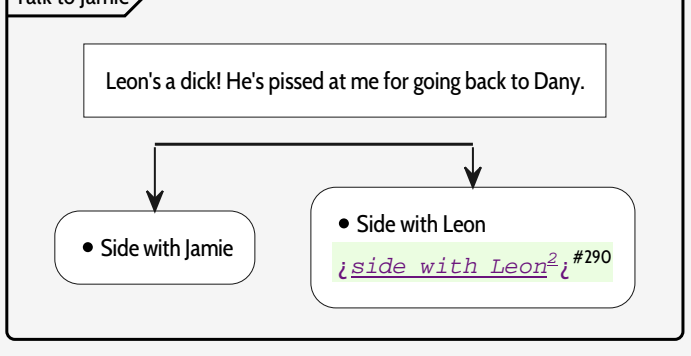 Talk to Jamie
Leon's a dick! He's pissed at me for going back to Dany.
• Side with Jamie
• Side with Leon
¿side with Leon²¿ #290